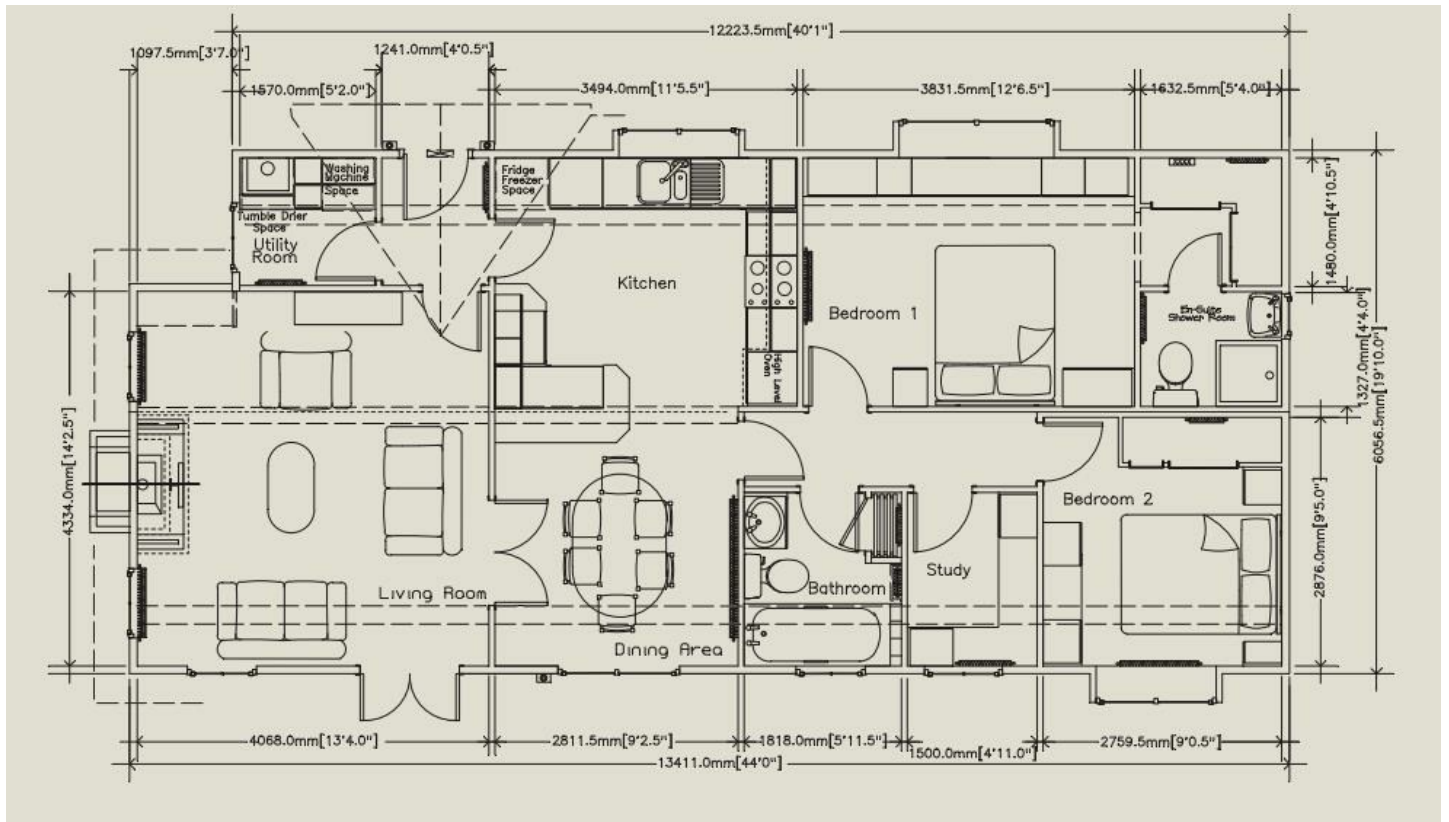 12223.5mm[40'1"]
1097.5mm[3'7.0"]
1241.0mm[4'0.5"]
1570.0mm[5'2.0"]
3494.0mm[11'5.5"]
3831.5mm[12'6.5"]
1632.5mm[5'4.0"]
Washing
Machine
Space
Fridge
Freezer
Space
Tumble Drier
Space
Utility
Room
Kitchen
Bedroom 1
En-Suite
Shower Room
High Level
Oven
1480.0mm[4'10.5"]
1327.0mm[4'4.0"]
6056.5mm[19'10.0"]
4334.0mm[14'2.5"]
2876.0mm[9'5.0"]
Bedroom 2
Study
Bathroom
Living Room
Dining Area
4068.0mm[13'4.0"]
2811.5mm[9'2.5"]
1818.0mm[5'11.5"]
1500.0mm[4'11.0"]
2759.5mm[9'0.5"]
13411.0mm[44'0"]